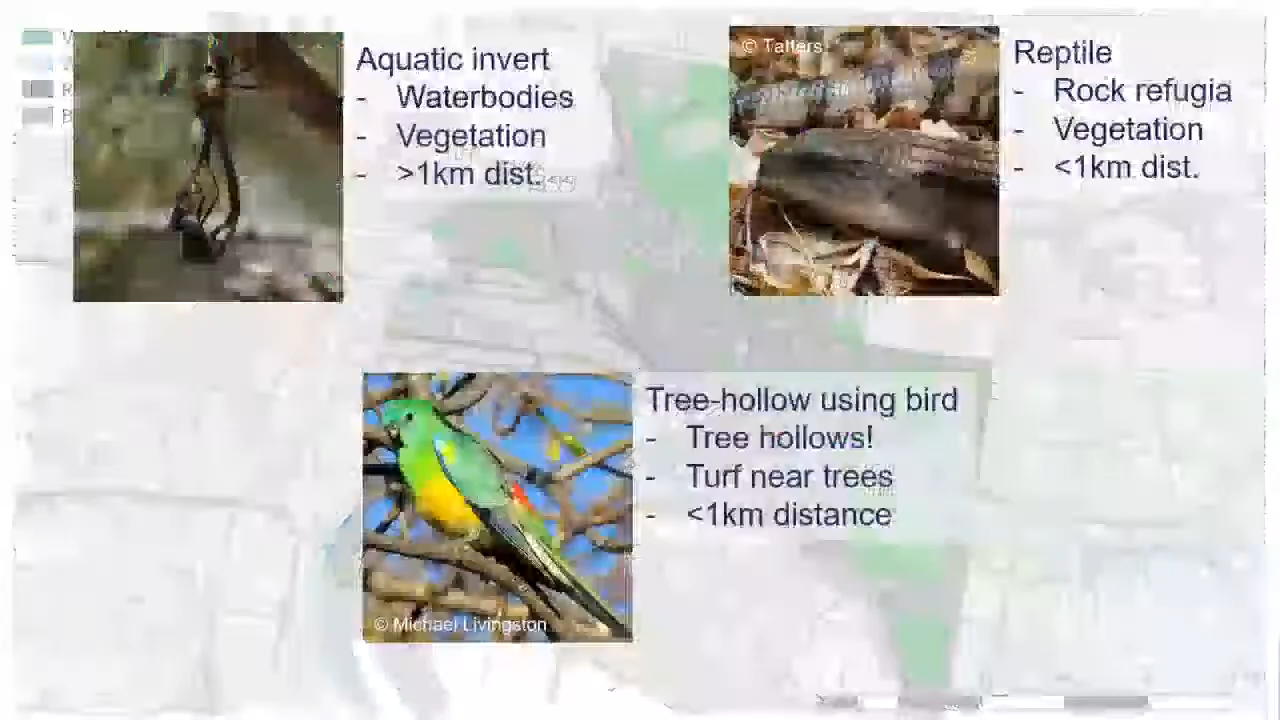 Aquatic invert
- Waterbodies
- Vegetation
- >1km dist.
© Talfers
Reptile
- Rock refugia
- Vegetation
- <1km dist.
Tree-hollow using bird
- Tree hollows!
- Turf near trees
- <1km distance
© Michael Livingston